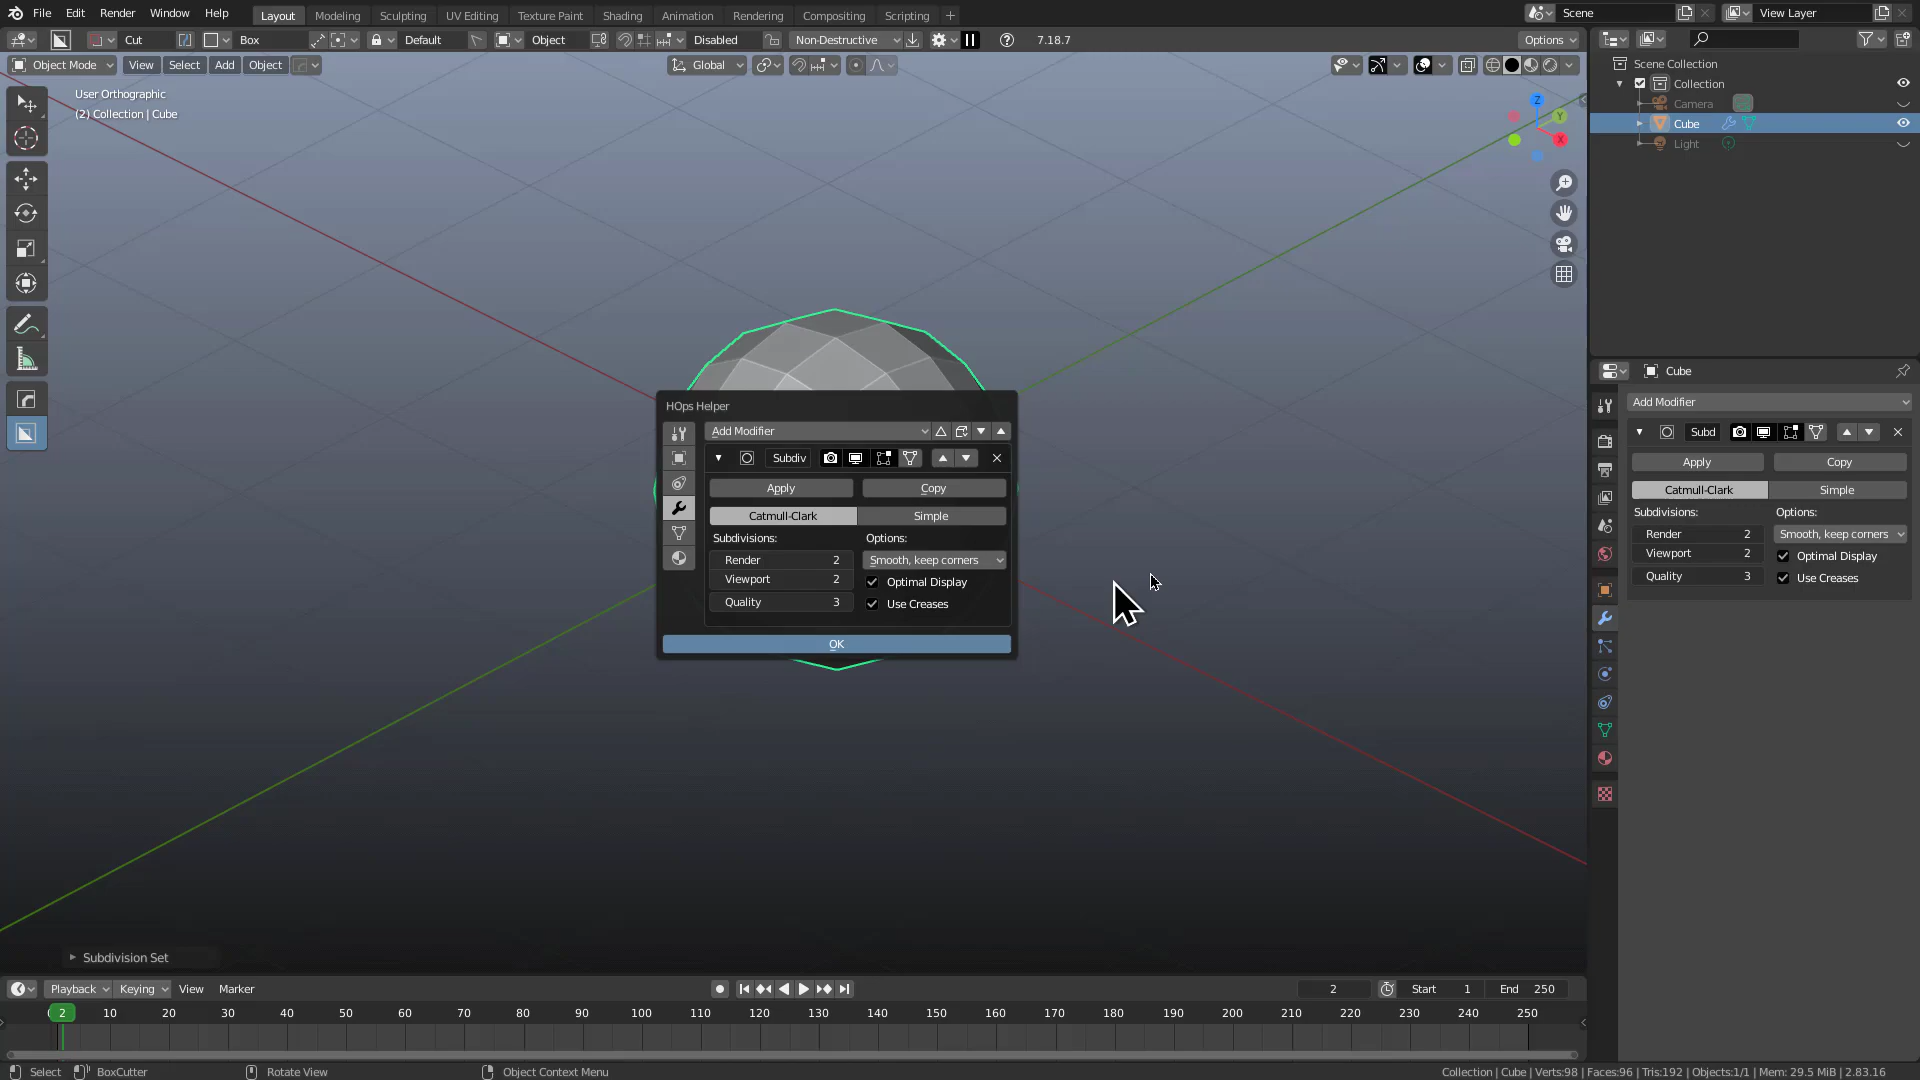 File Edit Render Window Help Layout Modeling Sculpting UV Editing Texture Paint Shading Animation Rendering Compositing Scripting + Scene View Layer
Cut Box Default Object Disabled Non-Destructive 7.18.7 Options
Object Mode View Select Add Object Global
User Orthographic
(2) Collection | Cube
Z
Y
X
Scene Collection
Collection
Camera
Cube
Light
HOps Helper
Add Modifier
Subdiv
Apply Copy
Catmull-Clark Simple
Subdivisions: Options:
Render 2 Smooth, keep corners
Viewport 2 Optimal Display
Quality 3 Use Creases
OK
Cube
Add Modifier
Subd
Apply Copy
Catmull-Clark Simple
Subdivisions: Options:
Render 2 Smooth, keep corners
Viewport 2 Optimal Display
Quality 3 Use Creases
Subdivision Set
Playback Keying View Marker 2 Start 1 End 250
2 10 20 30 40 50 60 70 80 90 100 110 120 130 140 150 160 170 180 190 200 210 220 230 240 250
Select BoxCutter Rotate View Object Context Menu Collection | Cube | Verts:98 | Faces:96 | Tris:192 | Objects:1/1 | Mem: 29.5 MiB | 2.83.16